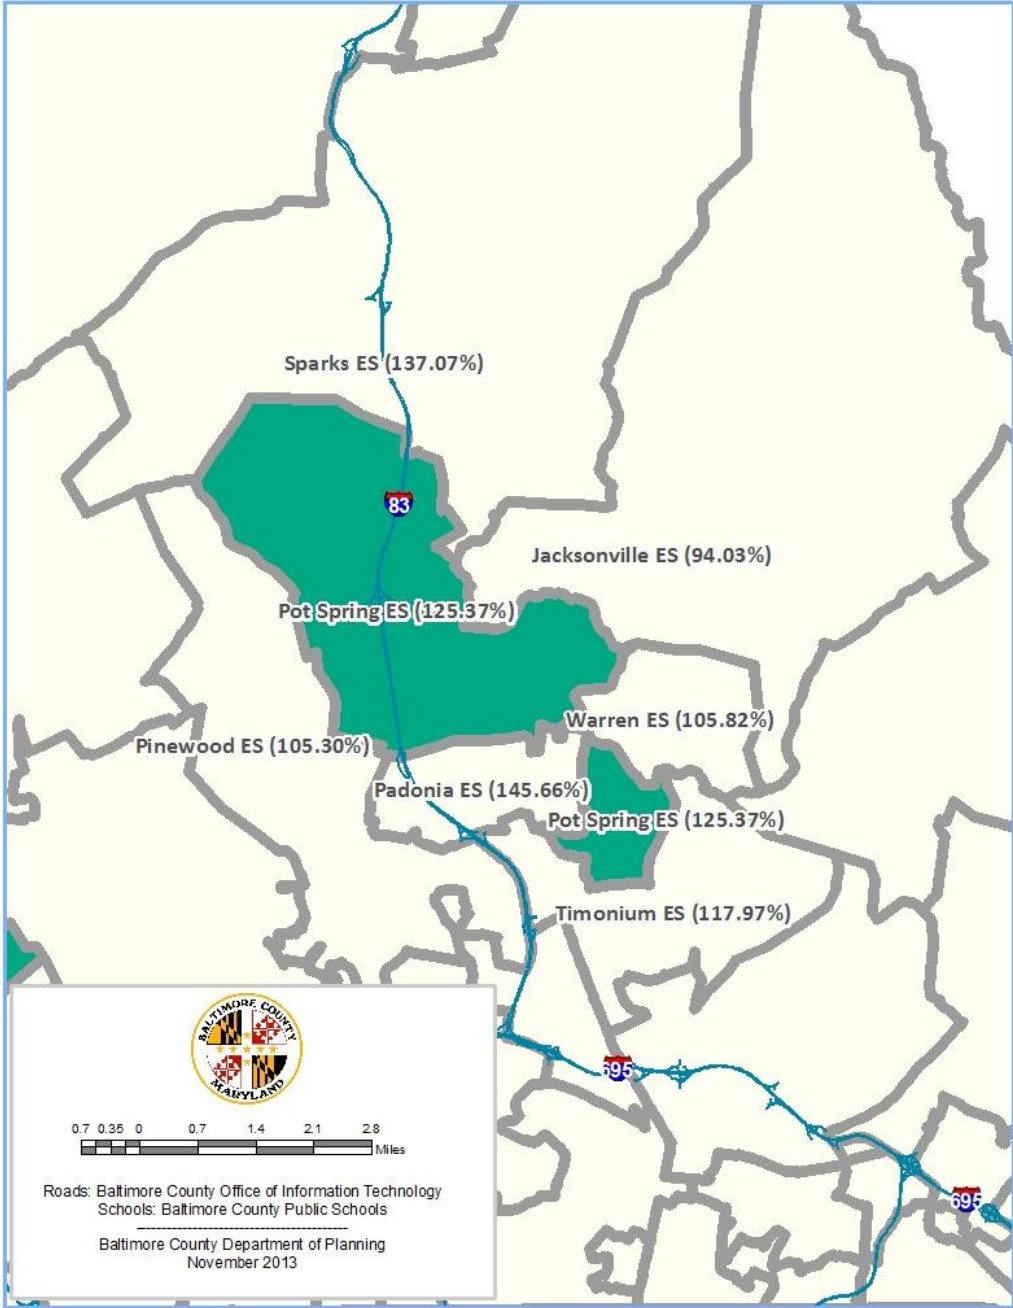 Sparks ES (137.07%)
83
Jacksonville ES (94.03%)
Pot Spring ES (125.37%)
Warren ES (105.82%)
Pinewood ES (105.30%)
Padonia ES (145.66%)
Pot Spring ES (125.37%)
Timonium ES (117.97%)
695
695
BALTIMORE COUNTY
MARYLAND
0.7 0.35 0 0.7 1.4 2.1 2.8
Miles
Roads: Baltimore County Office of Information Technology
Schools: Baltimore County Public Schools
Baltimore County Department of Planning
November 2013